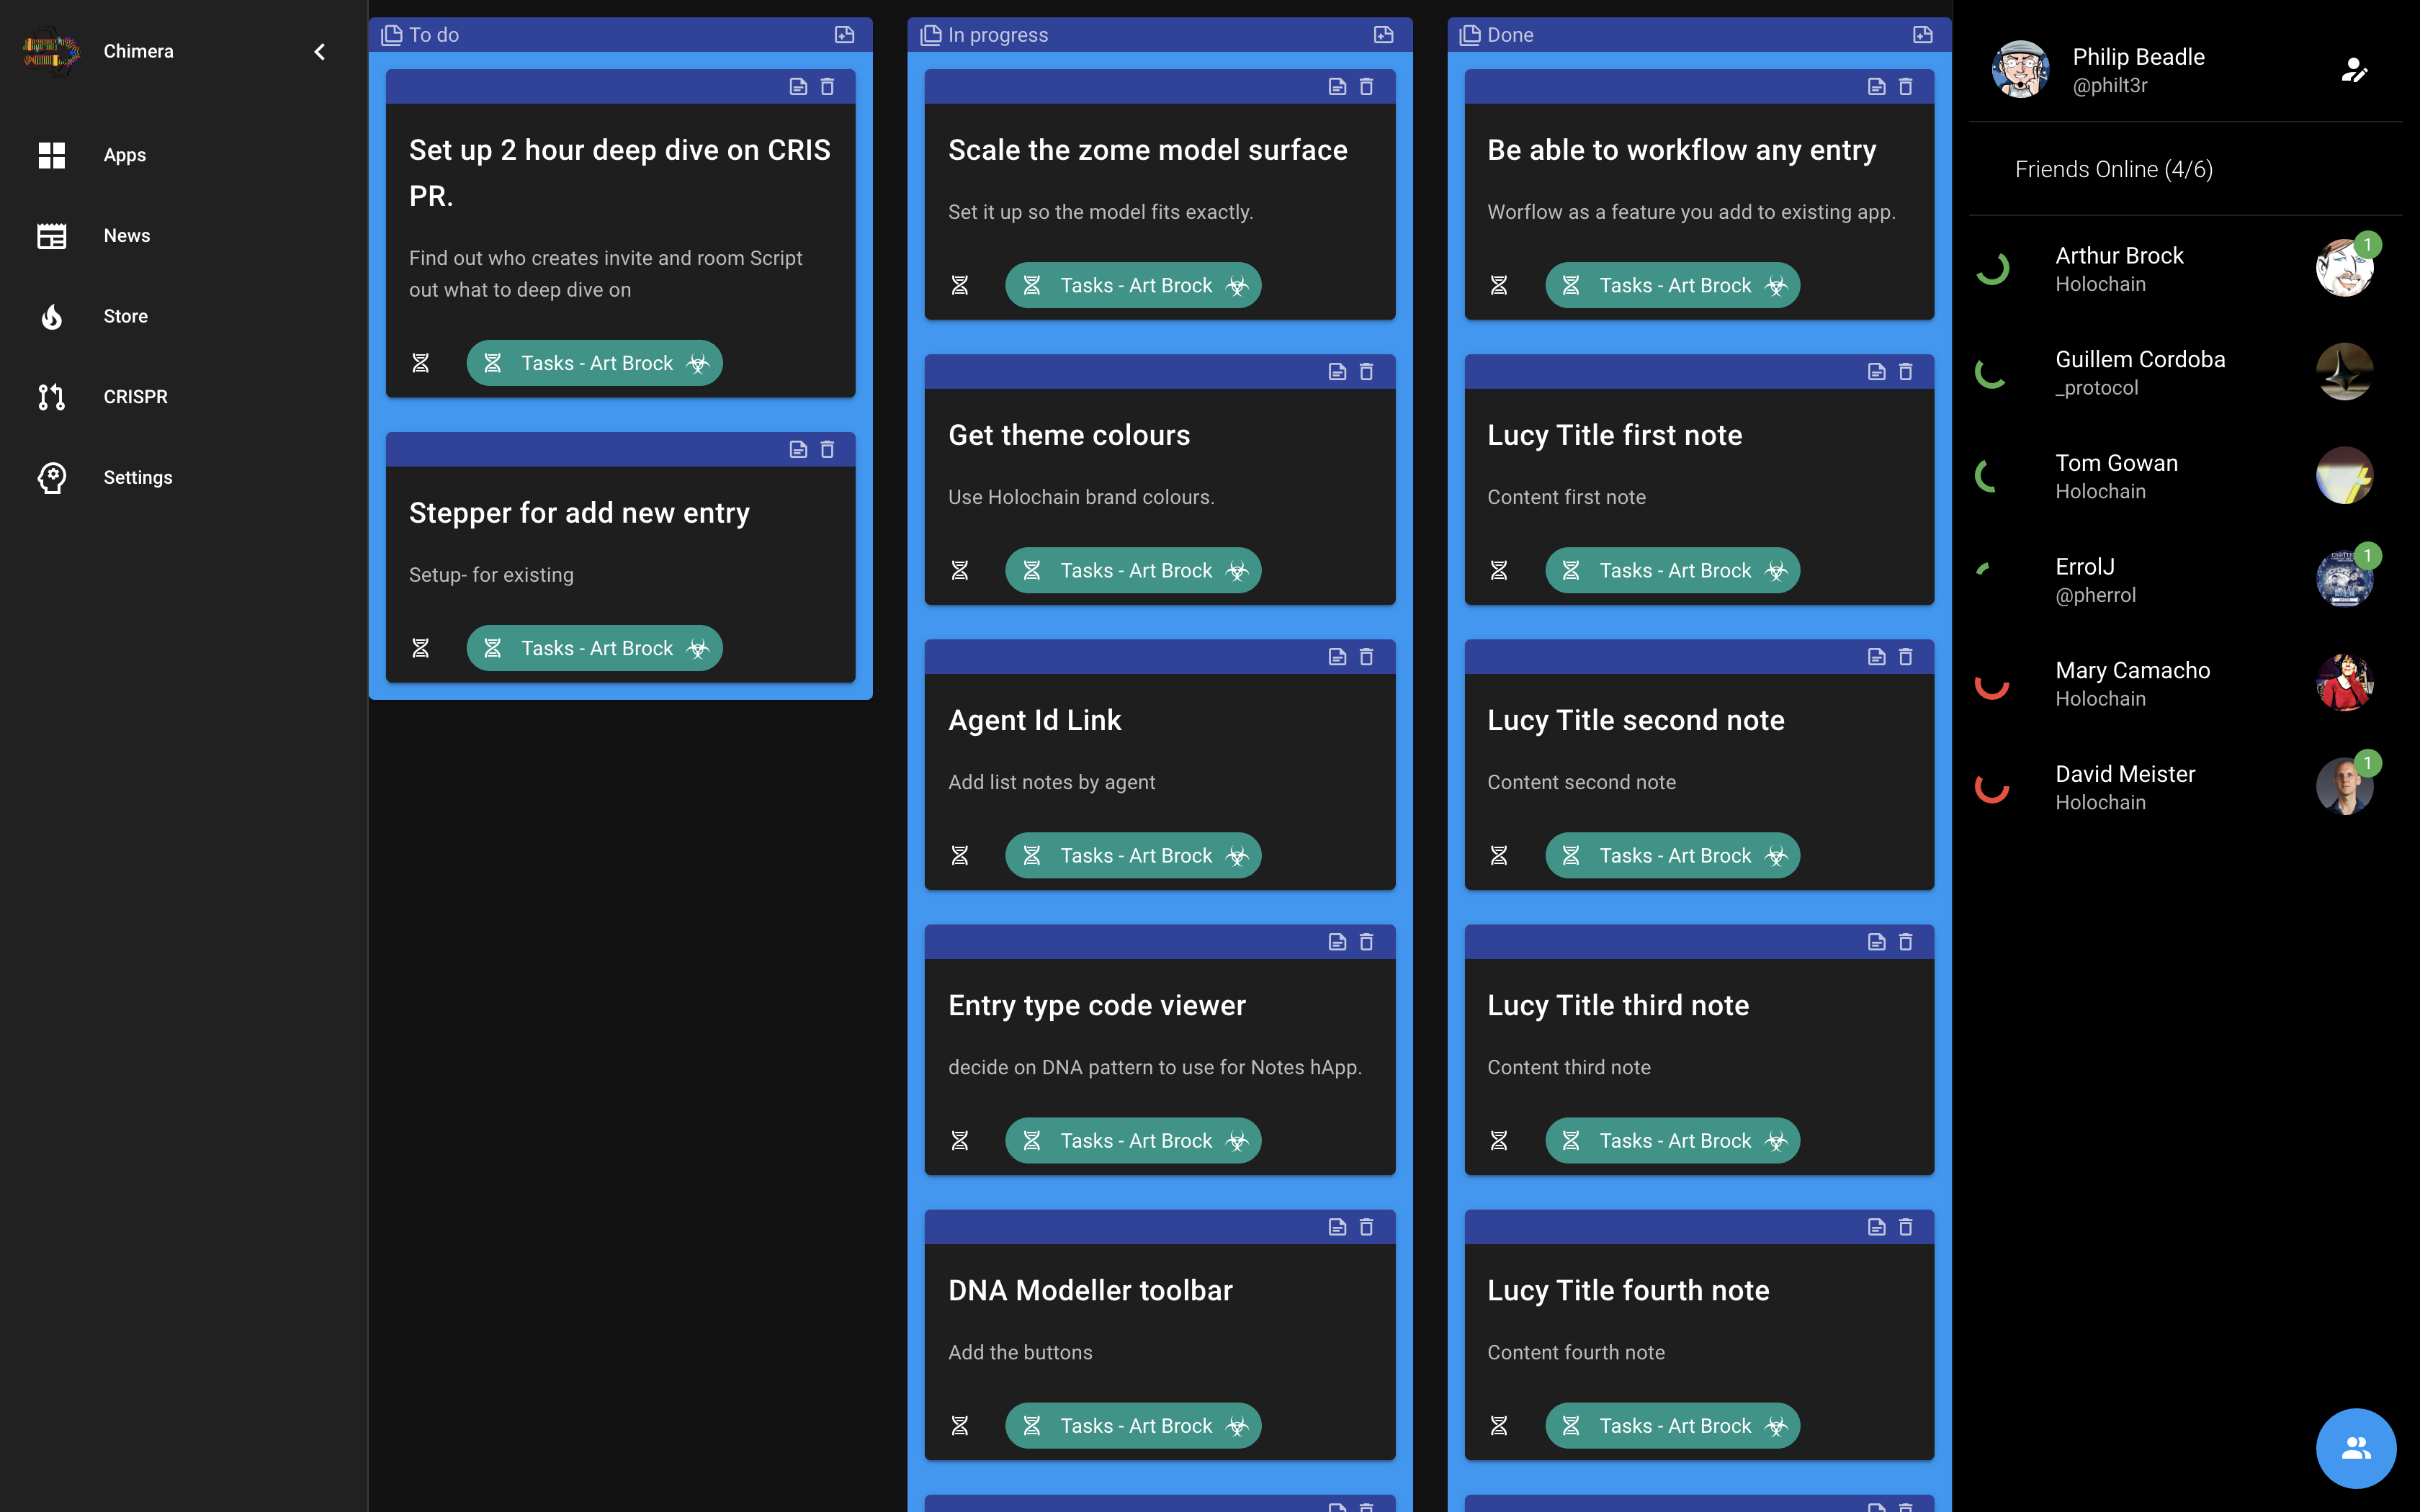 Chimera
Apps
News
Store
CRISPR
Settings
To do
Set up 2 hour deep dive on CRIS
PR.
Find out who creates invite and room Script
out what to deep dive on
Tasks - Art Brock
Stepper for add new entry
Setup- for existing
Tasks - Art Brock
In progress
Scale the zome model surface
Set it up so the model fits exactly.
Tasks - Art Brock
Get theme colours
Use Holochain brand colours.
Tasks - Art Brock
Agent Id Link
Add list notes by agent
Tasks - Art Brock
Entry type code viewer
decide on DNA pattern to use for Notes hApp.
Tasks - Art Brock
DNA Modeller toolbar
Add the buttons
Tasks - Art Brock
Done
Be able to workflow any entry
Worflow as a feature you add to existing app.
Tasks - Art Brock
Lucy Title first note
Content first note
Tasks - Art Brock
Lucy Title second note
Content second note
Tasks - Art Brock
Lucy Title third note
Content third note
Tasks - Art Brock
Lucy Title fourth note
Content fourth note
Tasks - Art Brock
Philip Beadle
@philt3r
Friends Online (4/6)
Arthur Brock
Holochain
1
Guillem Cordoba
_protocol
Tom Gowan
Holochain
ErrolJ
@pherrol
1
Mary Camacho
Holochain
David Meister
Holochain
1